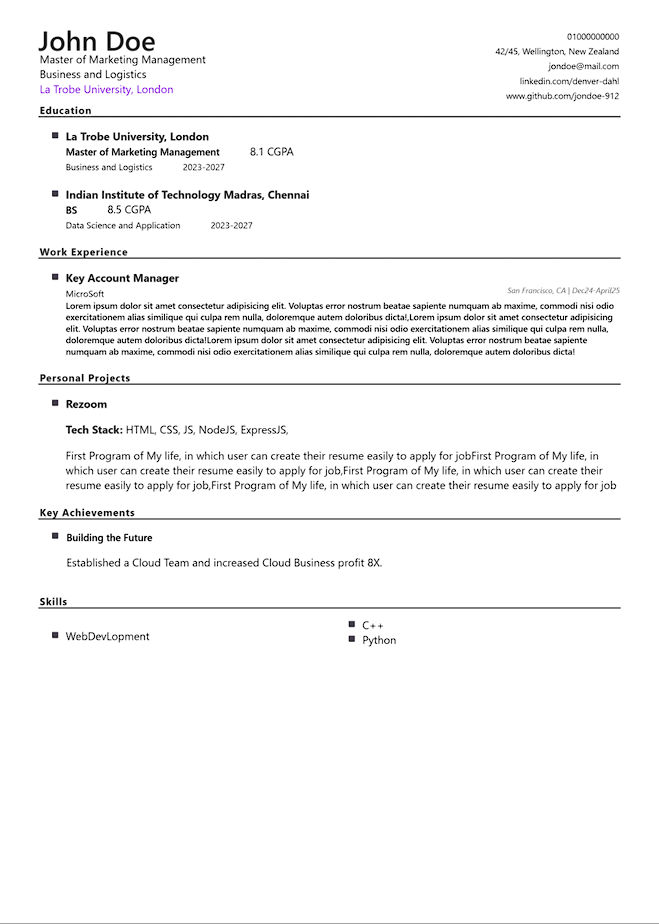 John Doe
Master of Marketing Management
Business and Logistics
La Trobe University, London
01000000000
42/45, Wellington, New Zealand
jondoe@mail.com
linkedin.com/denver-dahl
www.github.com/jondoe-912
Education
La Trobe University, London
Master of Marketing Management 8.1 CGPA
Business and Logistics 2023-2027
Indian Institute of Technology Madras, Chennai
BS 8.5 CGPA
Data Science and Application 2023-2027
Work Experience
Key Account Manager
San Francisco, CA | Dec24-April25
MicroSoft
Lorem ipsum dolor sit amet consectetur adipisicing elit. Voluptas error nostrum beatae sapiente numquam ab maxime, commodi nisi odio
exercitationem alias similique qui culpa rem nulla, doloremque autem doloribus dicta!,Lorem ipsum dolor sit amet consectetur adipisicing
elit. Voluptas error nostrum beatae sapiente numquam ab maxime, commodi nisi odio exercitationem alias similique qui culpa rem nulla,
doloremque autem doloribus dicta!Lorem ipsum dolor sit amet consectetur adipisicing elit. Voluptas error nostrum beatae sapiente
numquam ab maxime, commodi nisi odio exercitationem alias similique qui culpa rem nulla, doloremque autem doloribus dicta!
Personal Projects
Rezoom
Tech Stack: HTML, CSS, JS, NodeJS, ExpressJS,
First Program of My life, in which user can create their resume easily to apply for jobFirst Program of My life, in
which user can create their resume easily to apply for job,First Program of My life, in which user can create their
resume easily to apply for job,First Program of My life, in which user can create their resume easily to apply for job
Key Achievements
Building the Future
Established a Cloud Team and increased Cloud Business profit 8X.
Skills
WebDevLopment
C++
Python